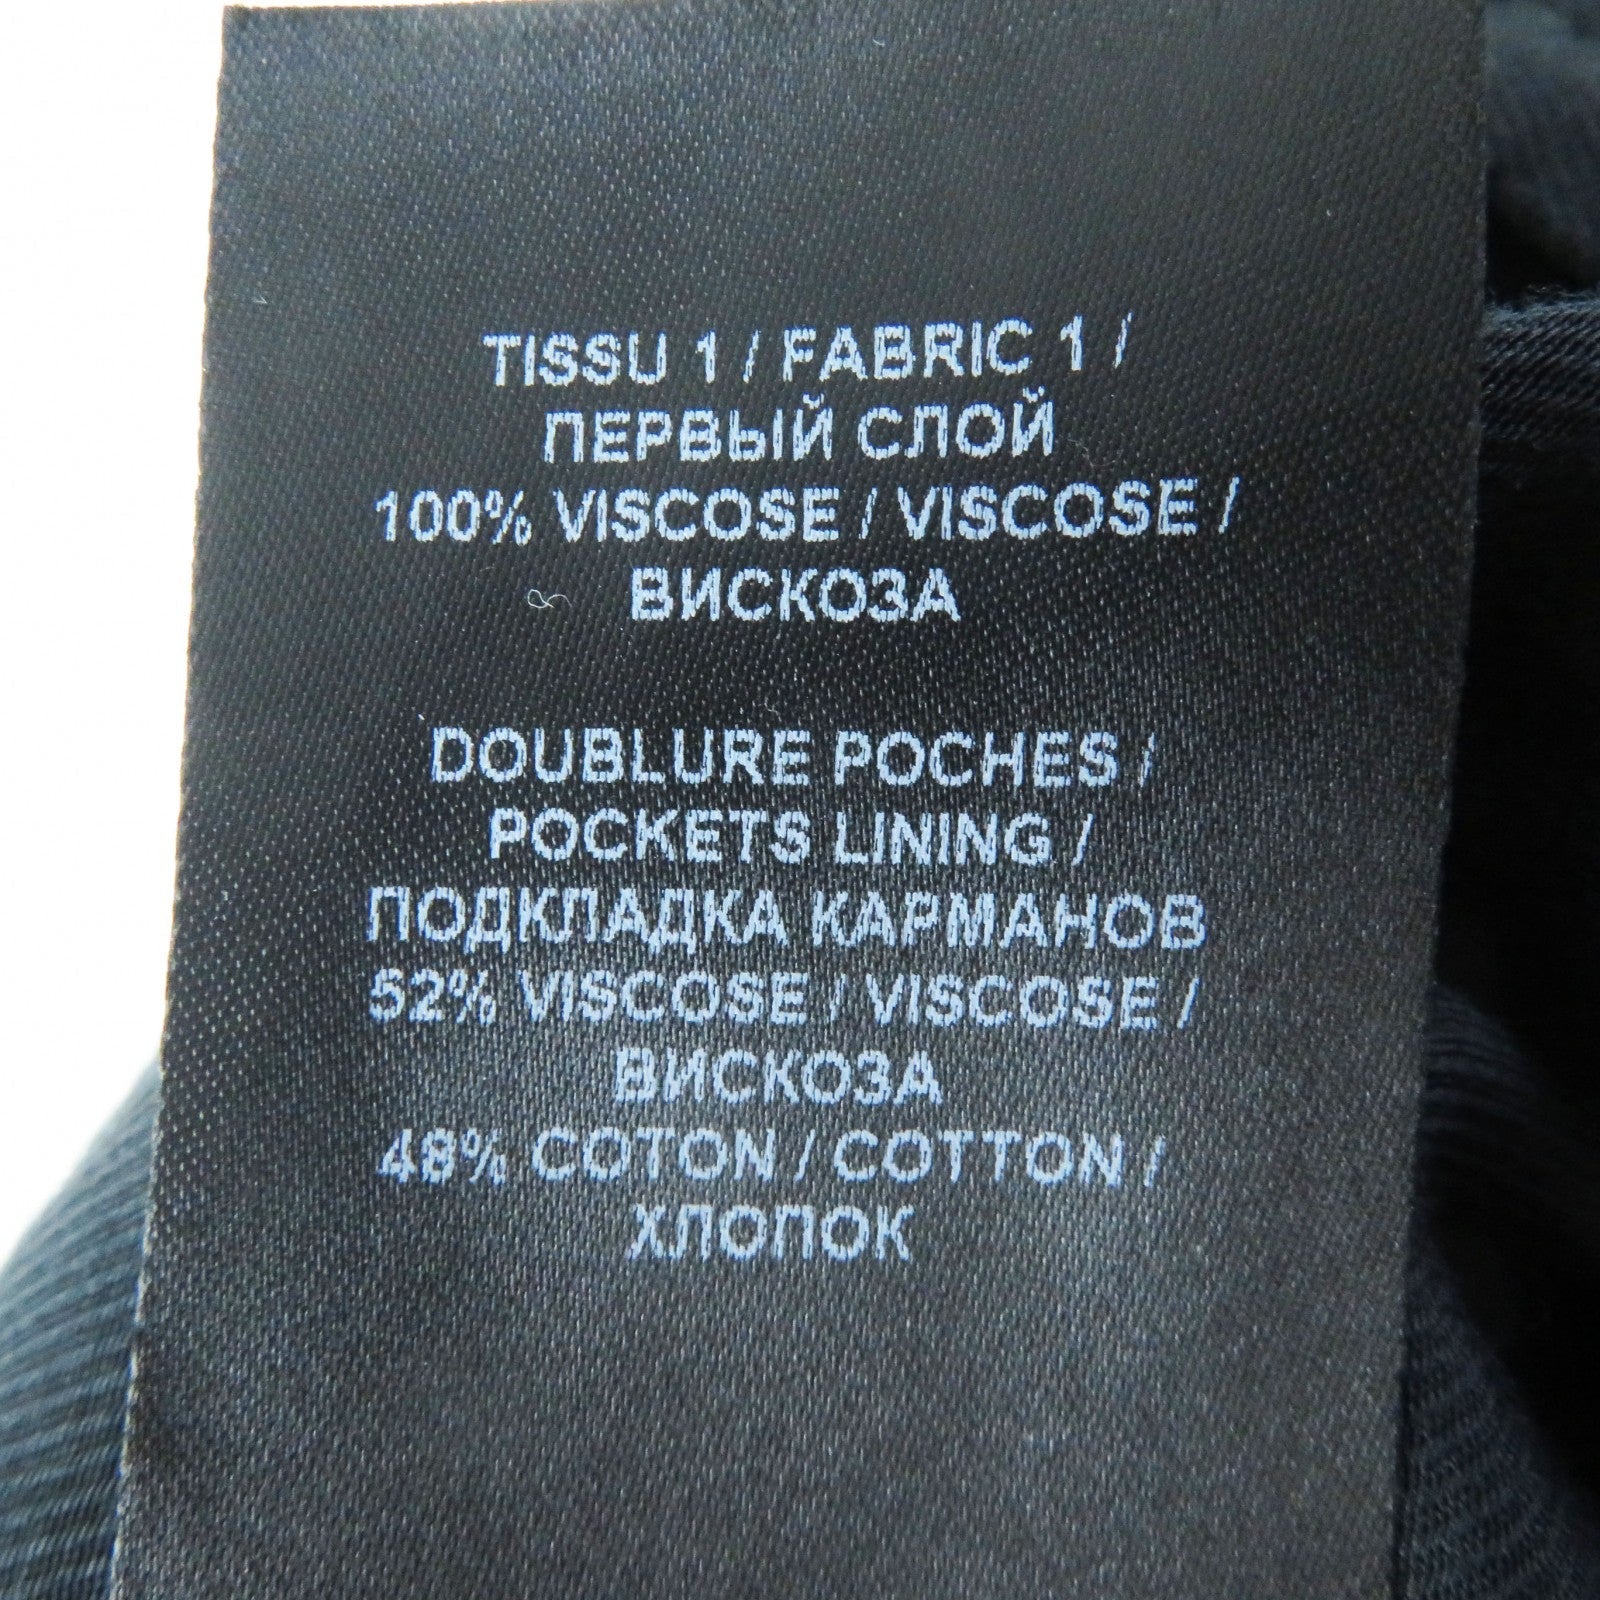 TISSU 1 / FABRIC 1 /
ПЕРВЫЙ СЛОЙ
100% VISCOSE / VISCOSE /
ВИСКОЗА
DOUBLURE POCHES /
POCKETS LINING /
ПОДКЛАДКА КАРМАНОВ
52% VISCOSE / VISCOSE /
ВИСКОЗА
48% COTON / COTTON /
ХЛОПОК